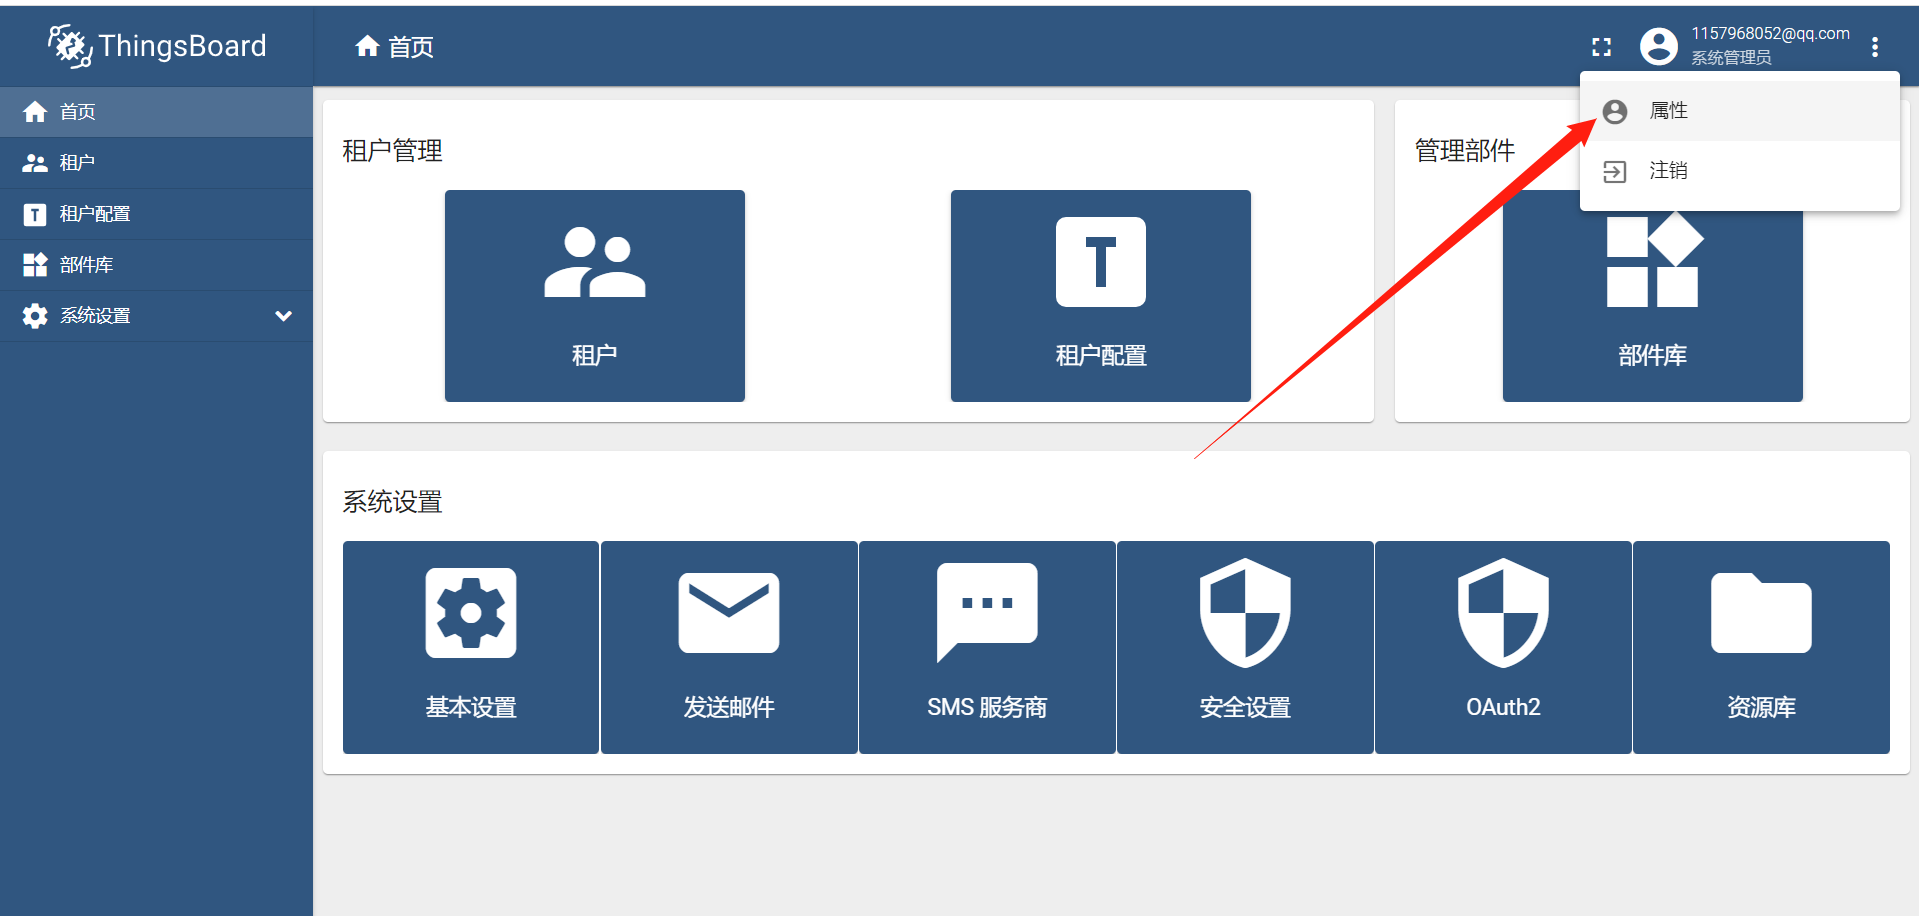 ThingsBoard
首页
1157968052@qq.com
系统管理员
属性
注销
首页
租户
T 租户配置
部件库
系统设置
租户管理
租户
T
租户配置
管理部件
部件库
系统设置
基本设置
发送邮件
SMS 服务商
安全设置
OAuth2
资源库